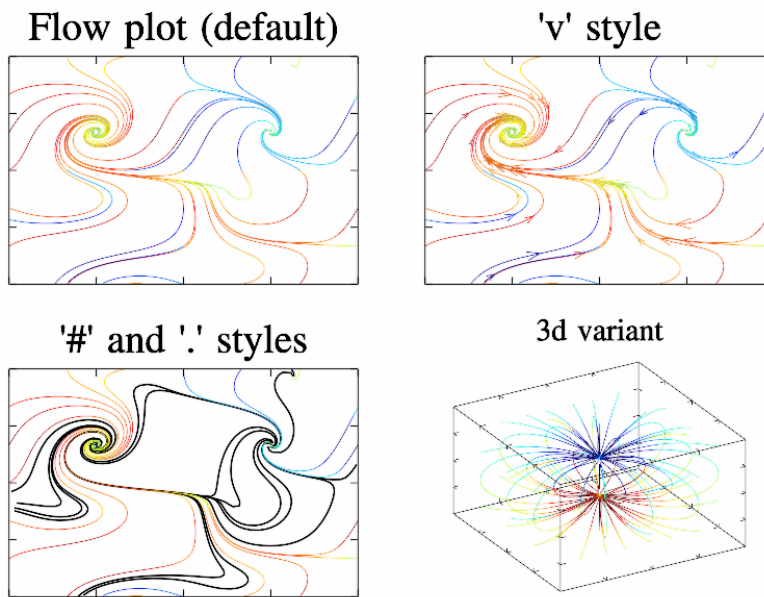 Flow plot (default)
'v' style
'#' and '.' styles
3d variant